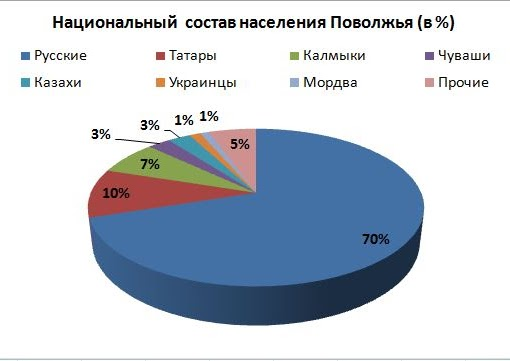 Национальный состав населения Поволжья (в %)
Русские Татары Калмыки Чуваши
Казахи Украинцы Мордва Прочие
3% 3% 1% 1%
5%
7%
10%
70%